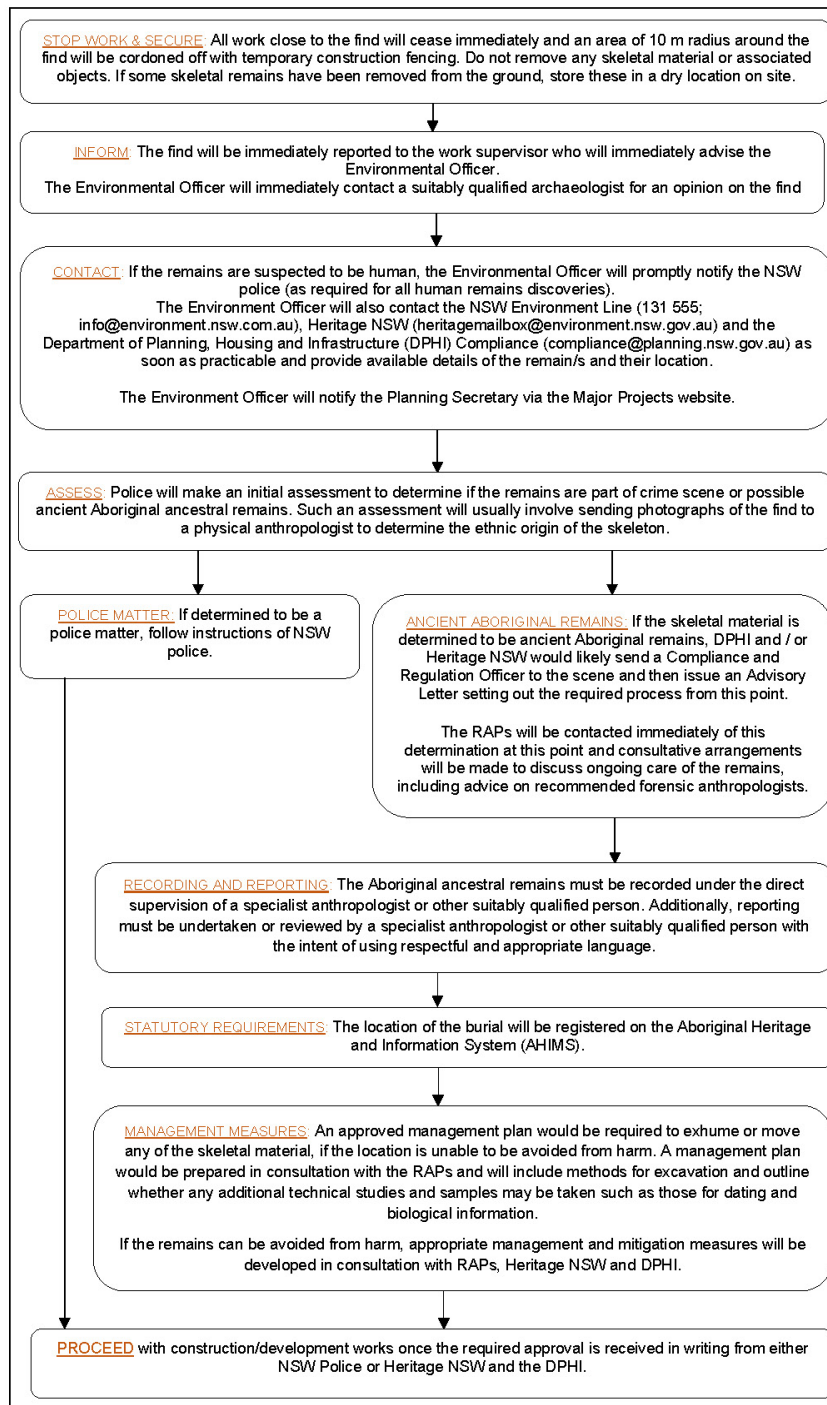 STOP WORK & SECURE: All work close to the find will cease immediately and an area of 10 m radius around the
find will be cordoned off with temporary construction fencing. Do not remove any skeletal material or associated
objects. If some skeletal remains have been removed from the ground, store these in a dry location on site.
INFORM: The find will be immediately reported to the work supervisor who will immediately advise the
Environmental Officer.
The Environmental Officer will immediately contact a suitably qualified archaeologist for an opinion on the find
CONTACT: If the remains are suspected to be human, the Environmental Officer will promptly notify the NSW
police (as required for all human remains discoveries).
The Environment Officer will also contact the NSW Environment Line (131 555;
info@environment.nsw.com.au), Heritage NSW (heritagemailbox@environment.nsw.gov.au) and the
Department of Planning, Housing and Infrastructure (DPHI) Compliance (compliance@planning.nsw.gov.au) as
soon as practicable and provide available details of the remain/s and their location.
The Environment Officer will notify the Planning Secretary via the Major Projects website.
ASSESS: Police will make an initial assessment to determine if the remains are part of crime scene or possible
ancient Aboriginal ancestral remains. Such an assessment will usually involve sending photographs of the find to
a physical anthropologist to determine the ethnic origin of the skeleton.
POLICE MATTER: If determined to be a
police matter, follow instructions of NSW
police.
ANCIENT ABORIGINAL REMAINS: If the skeletal material is
determined to be ancient Aboriginal remains, DPHI and / or
Heritage NSW would likely send a Compliance and
Regulation Officer to the scene and then issue an Advisory
Letter setting out the required process from this point.
The RAPs will be contacted immediately of this
determination at this point and consultative arrangements
will be made to discuss ongoing care of the remains,
including advice on recommended forensic anthropologists.
RECORDING AND REPORTING: The Aboriginal ancestral remains must be recorded under the direct
supervision of a specialist anthropologist or other suitably qualified person. Additionally, reporting
must be undertaken or reviewed by a specialist anthropologist or other suitably qualified person with
the intent of using respectful and appropriate language.
STATUTORY REQUIREMENTS: The location of the burial will be registered on the Aboriginal Heritage
and Information System (AHIMS).
MANAGEMENT MEASURES: An approved management plan would be required to exhume or move
any of the skeletal material, if the location is unable to be avoided from harm. A management plan
would be prepared in consultation with the RAPs and will include methods for excavation and outline
whether any additional technical studies and samples may be taken such as those for dating and
biological information.
If the remains can be avoided from harm, appropriate management and mitigation measures will be
developed in consultation with RAPs, Heritage NSW and DPHI.
PROCEED with construction/development works once the required approval is received in writing from either
NSW Police or Heritage NSW and the DPHI.